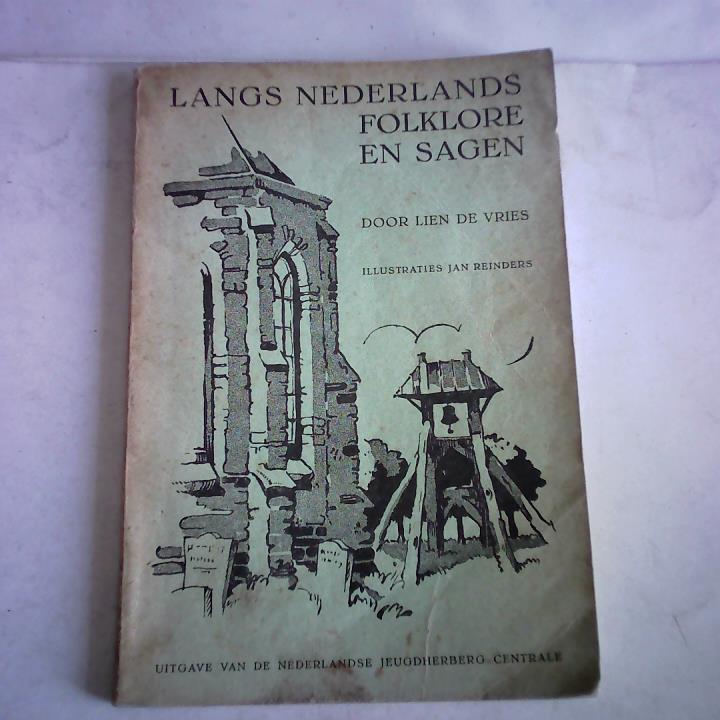 LANGS NEDERLANDS
FOLKLORE
EN SAGEN
DOOR LIEN DE VRIES
ILLUSTRATIES JAN REINDERS
UITGAVE VAN DE NEDERLANDSE JEUGDHERBERG CENTRALE